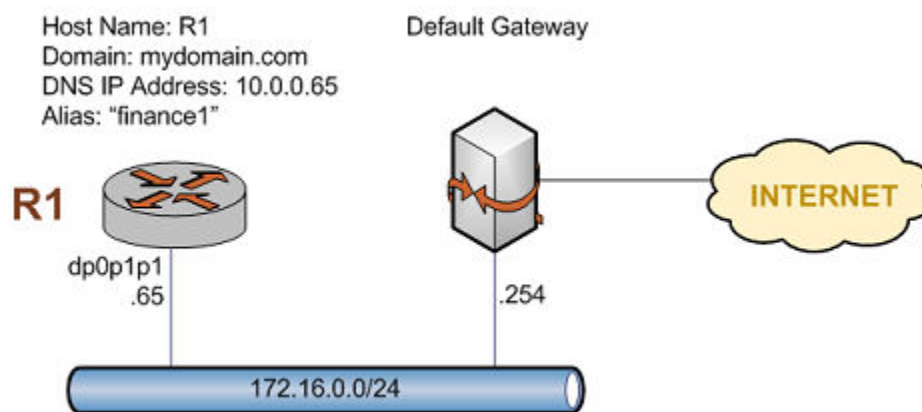 Host Name: R1
Domain: mydomain.com
DNS IP Address: 10.0.0.65
Alias: “finance1”
Default Gateway
R1
INTERNET
dp0p1p1
.65
.254
172.16.0.0/24